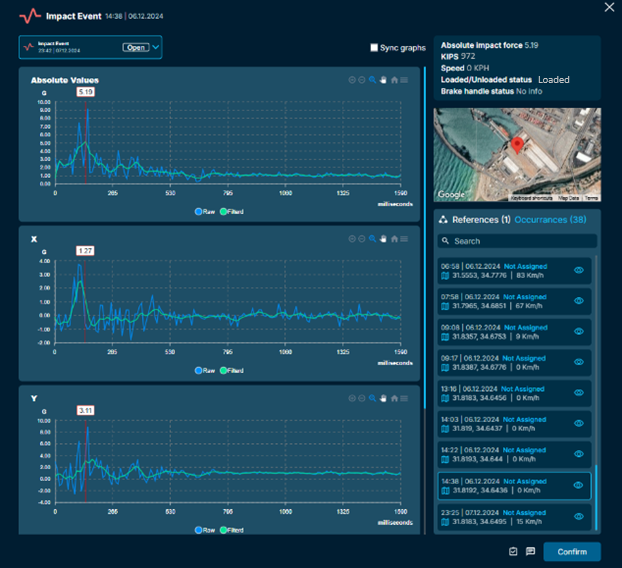 Impact Event 14:38 | 06.12.2024
Impact Event
23:42 | 07.12.2024
Open
Sync graphs
Absolute impact force 5.19
KIPS 972
Speed 0 KPH
Loaded/Unloaded status Loaded
Brake handle status No info
Absolute Values
G
5.19
10.00
9.00
8.00
7.00
6.00
5.00
4.00
3.00
2.00
1.00
0.00
0 265 530 795 1060 1325 1590
milliseconds
Raw Filterd
X
G
1.27
4.00
3.00
2.00
1.00
0.00
-1.00
-2.00
0 265 530 795 1060 1325 1590
milliseconds
Raw Filterd
Y
G
3.11
10.00
8.00
6.00
4.00
2.00
0.00
-2.00
-4.00
0 265 530 795 1060 1325 1590
milliseconds
Raw Filterd
Google
Keyboard shortcuts Map Data Terms
References (1) Occurrances (38)
Search
06:58 | 06.12.2024 Not Assigned
31.5553, 34.7776 | 83 Km/h
07:58 | 06.12.2024 Not Assigned
31.7965, 34.6851 | 67 Km/h
09:08 | 06.12.2024 Not Assigned
31.8357, 34.6753 | 9 Km/h
09:17 | 06.12.2024 Not Assigned
31.8387, 34.6776 | 0 Km/h
13:16 | 06.12.2024 Not Assigned
31.8183, 34.6456 | 0 Km/h
14:03 | 06.12.2024 Not Assigned
31.819, 34.6437 | 0 Km/h
14:22 | 06.12.2024 Not Assigned
31.8193, 34.644 | 0 Km/h
14:38 | 06.12.2024 Not Assigned
31.8192, 34.6436 | 0 Km/h
23:25 | 07.12.2024 Not Assigned
31.8183, 34.6495 | 15 Km/h
Confirm